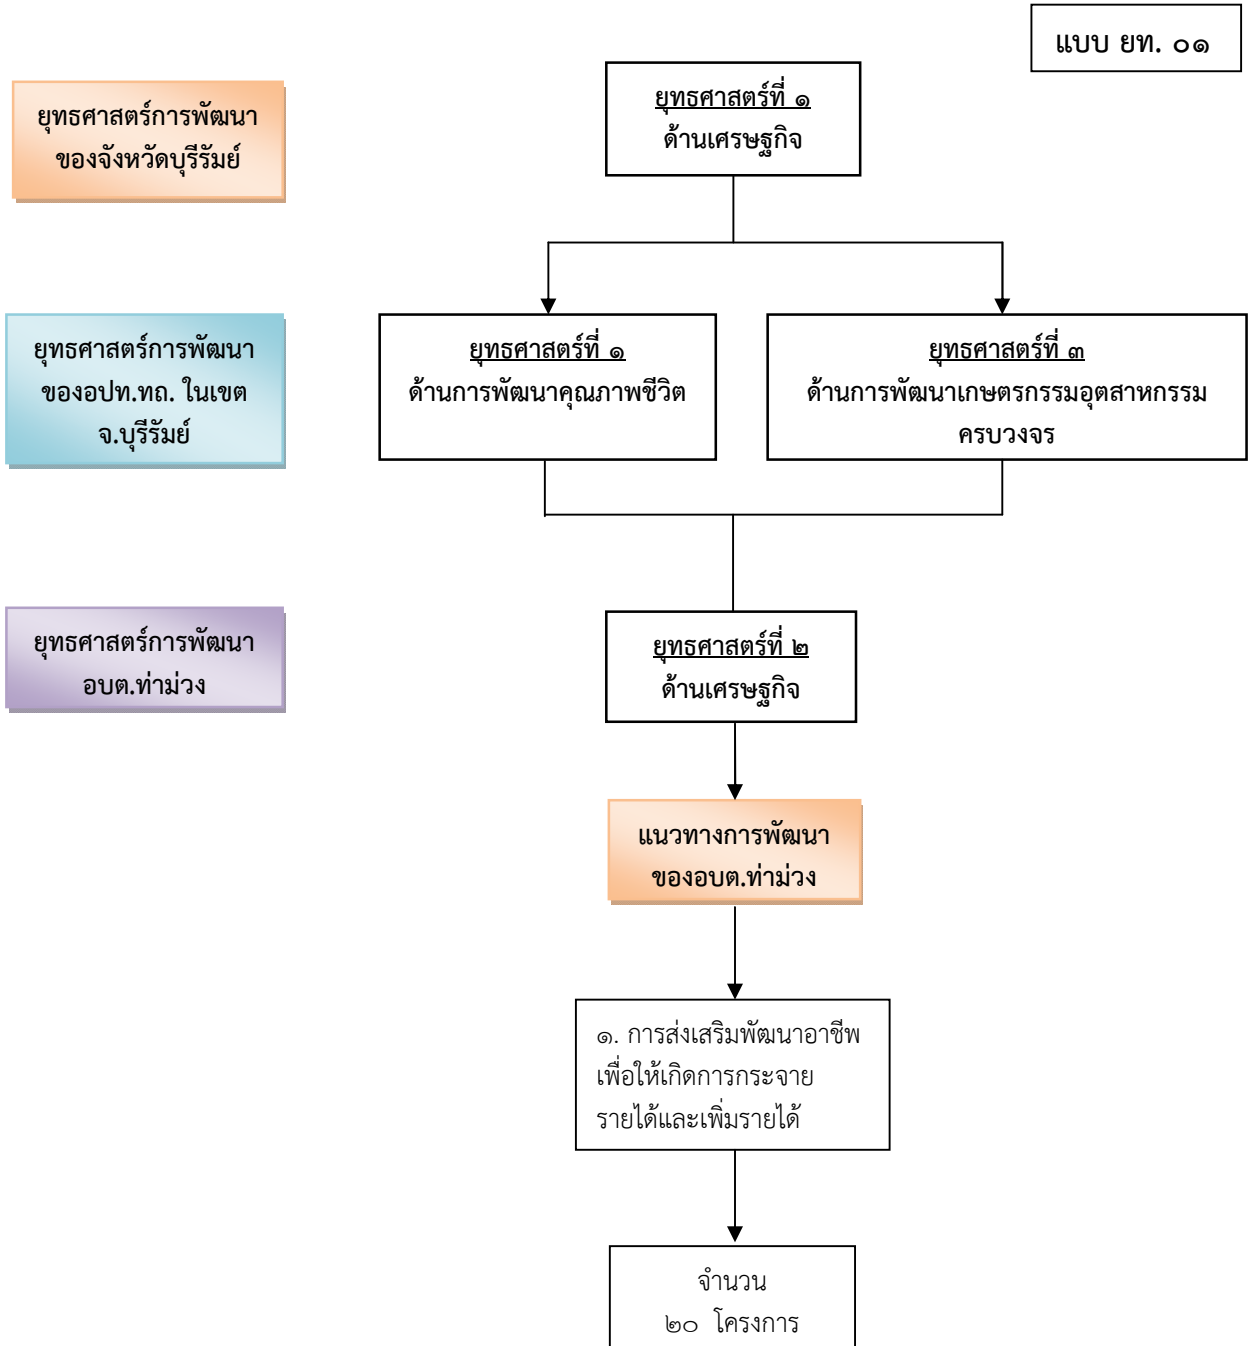 แบบ ยท. ๐๑
ยุทธศาสตร์การพัฒนา
ของจังหวัดบุรีรัมย์
ยุทธศาสตร์ที่ ๑
ด้านเศรษฐกิจ
ยุทธศาสตร์การพัฒนา
ของอปท.ทถ. ในเขต
จ.บุรีรัมย์
ยุทธศาสตร์ที่ ๑
ด้านการพัฒนาคุณภาพชีวิต
ยุทธศาสตร์ที่ ๓
ด้านการพัฒนาเกษตรกรรมอุตสาหกรรม
ครบวงจร
ยุทธศาสตร์การพัฒนา
อบต.ท่าม่วง
ยุทธศาสตร์ที่ ๒
ด้านเศรษฐกิจ
แนวทางการพัฒนา
ของอบต.ท่าม่วง
๑. การส่งเสริมพัฒนาอาชีพ
เพื่อให้เกิดการกระจาย
รายได้และเพิ่มรายได้
จำนวน
๒๐ โครงการ